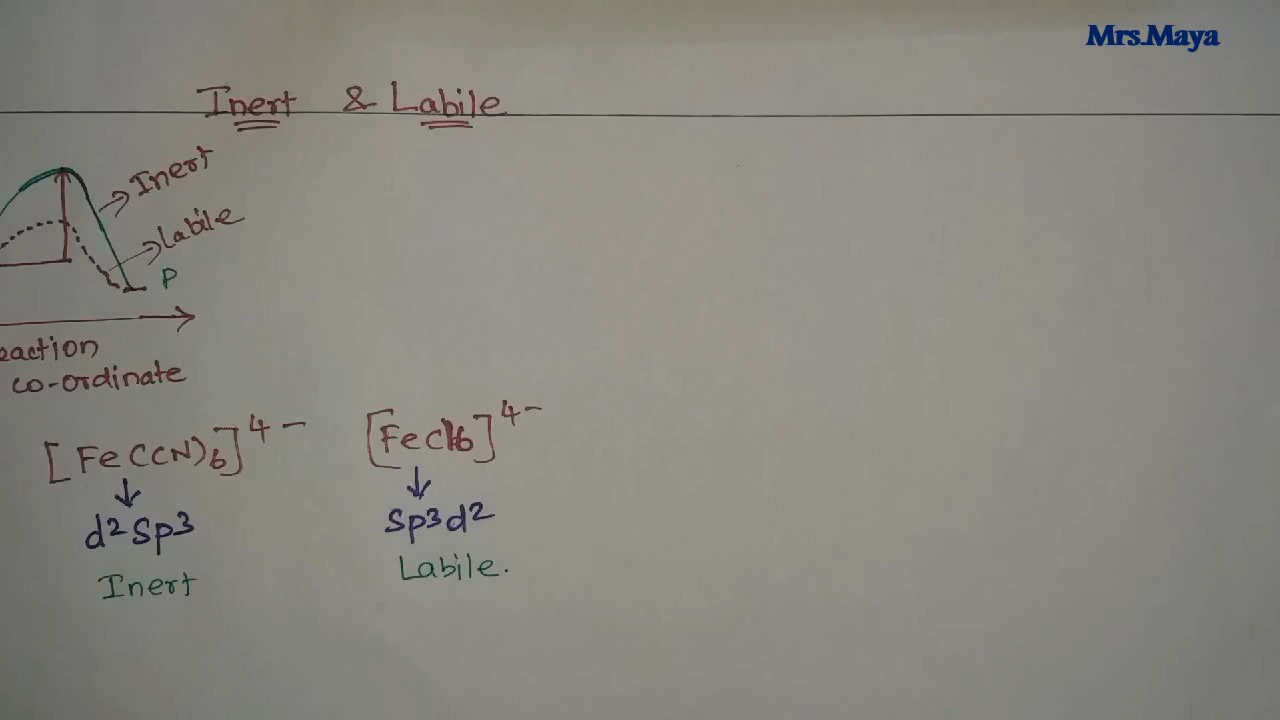 Mrs.Maya
Inert & Labile
Inert
Labile
P
eaction
co-ordinate
[Fe(CN)6]4- [FeCl6]4-
↓ ↓
d2sp3 sp3d2
Inert Labile.